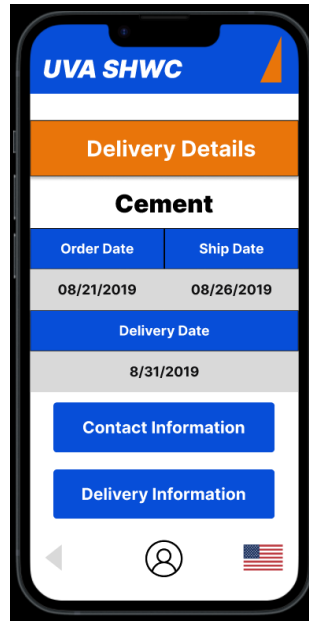 UVA SHWC
Delivery Details
Cement
Order Date Ship Date
08/21/2019 08/26/2019
Delivery Date
8/31/2019
Contact Information
Delivery Information